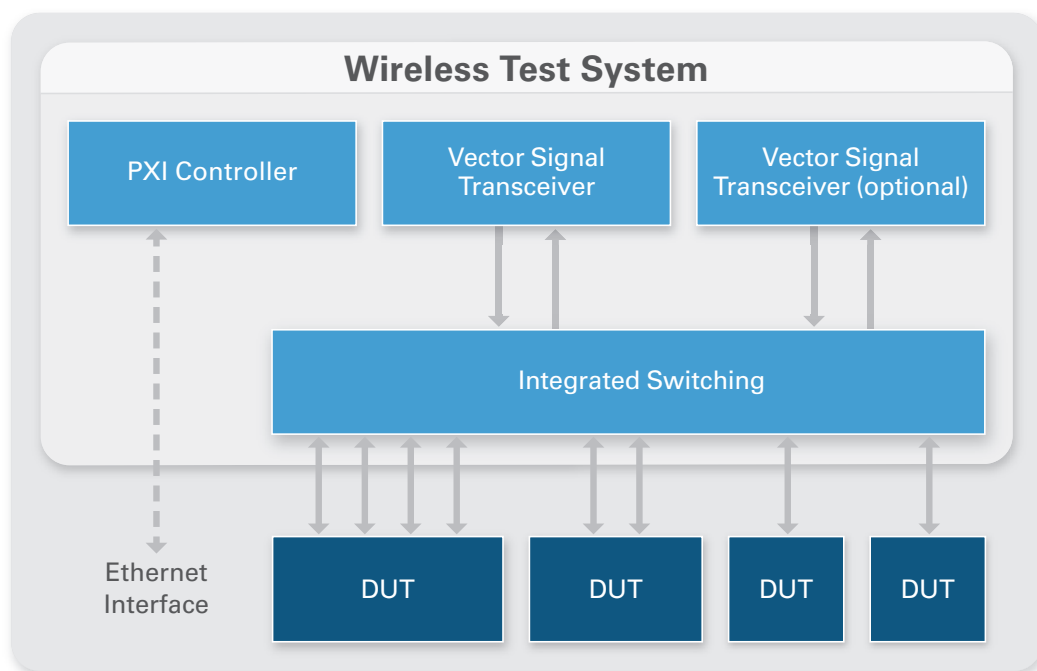 Wireless Test System
PXI Controller
Vector Signal
Transceiver
Vector Signal
Transceiver (optional)
Integrated Switching
Ethernet
Interface
DUT
DUT
DUT
DUT